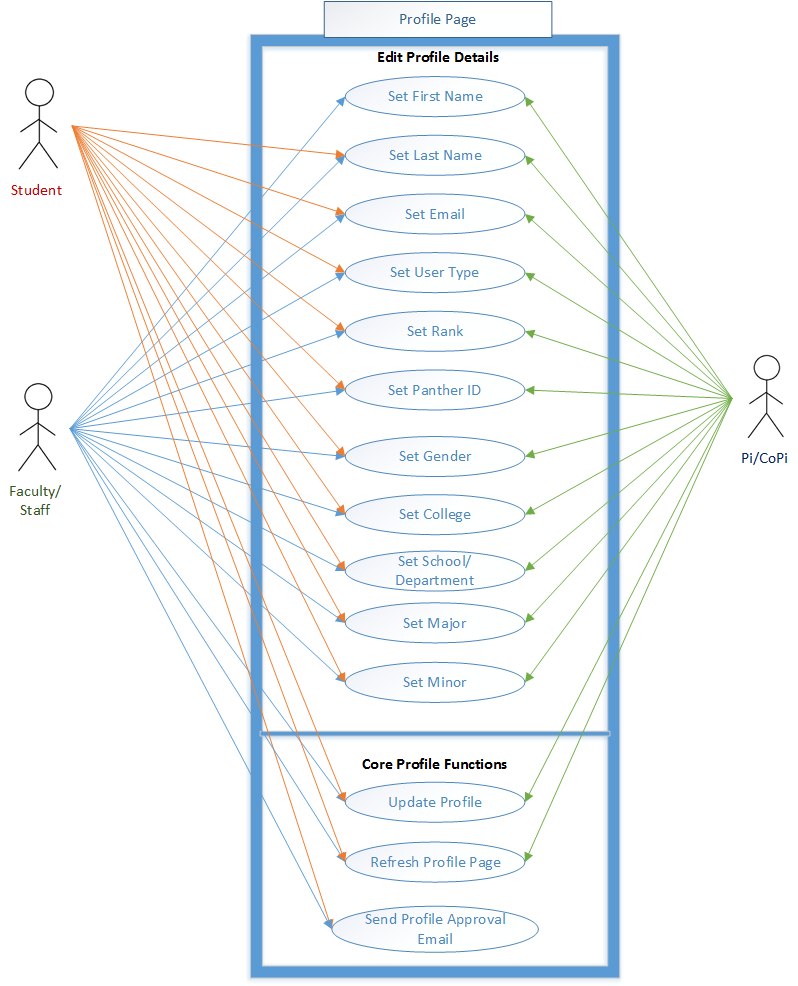 Profile Page
Edit Profile Details
Set First Name
Set Last Name
Set Email
Set User Type
Set Rank
Set Panther ID
Set Gender
Set College
Set School/
Department
Set Major
Set Minor
Core Profile Functions
Update Profile
Refresh Profile Page
Send Profile Approval
Email
Student
Faculty/
Staff
Pi/CoPi